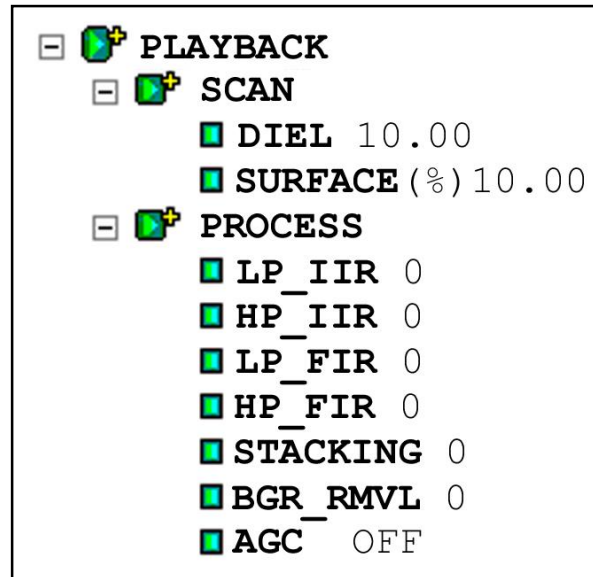 PLAYBACK
SCAN
DIEL 10.00
SURFACE(%)10.00
PROCESS
LP_IIR 0
HP_IIR 0
LP_FIR 0
HP_FIR 0
STACKING 0
BGR_RMVL 0
AGC OFF